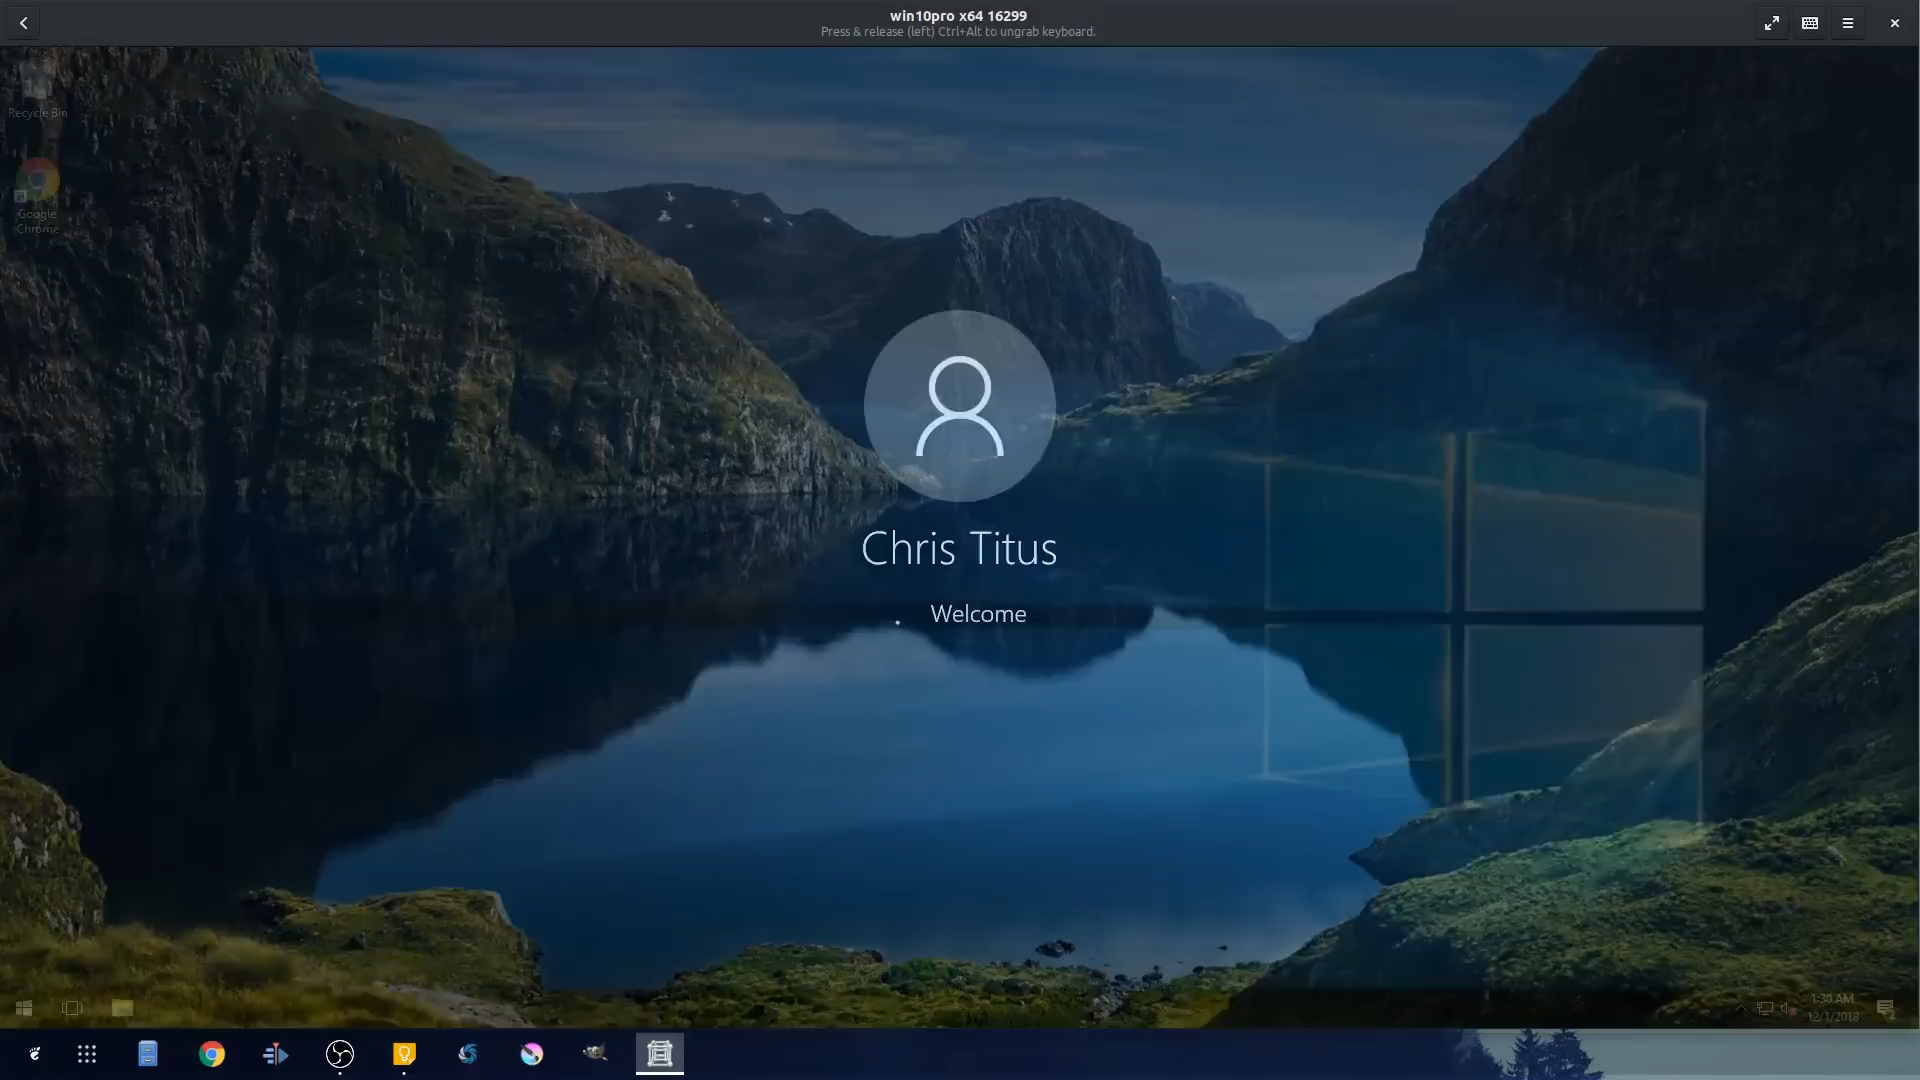 win10pro x64 16299
Press & release (left) Ctrl+Alt to ungrab keyboard.
Recycle Bin
Google
Chrome
Chris Titus
Welcome
1:30 AM
12/1/2018